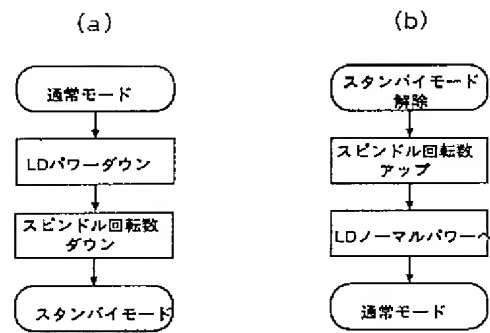 (a)
通常モード
LDパワーダウン
スピンドル回転数
ダウン
スタンバイモード
(b)
スタンバイモード
解除
スピンドル回転数
アップ
LDノーマルパワーへ
通常モード